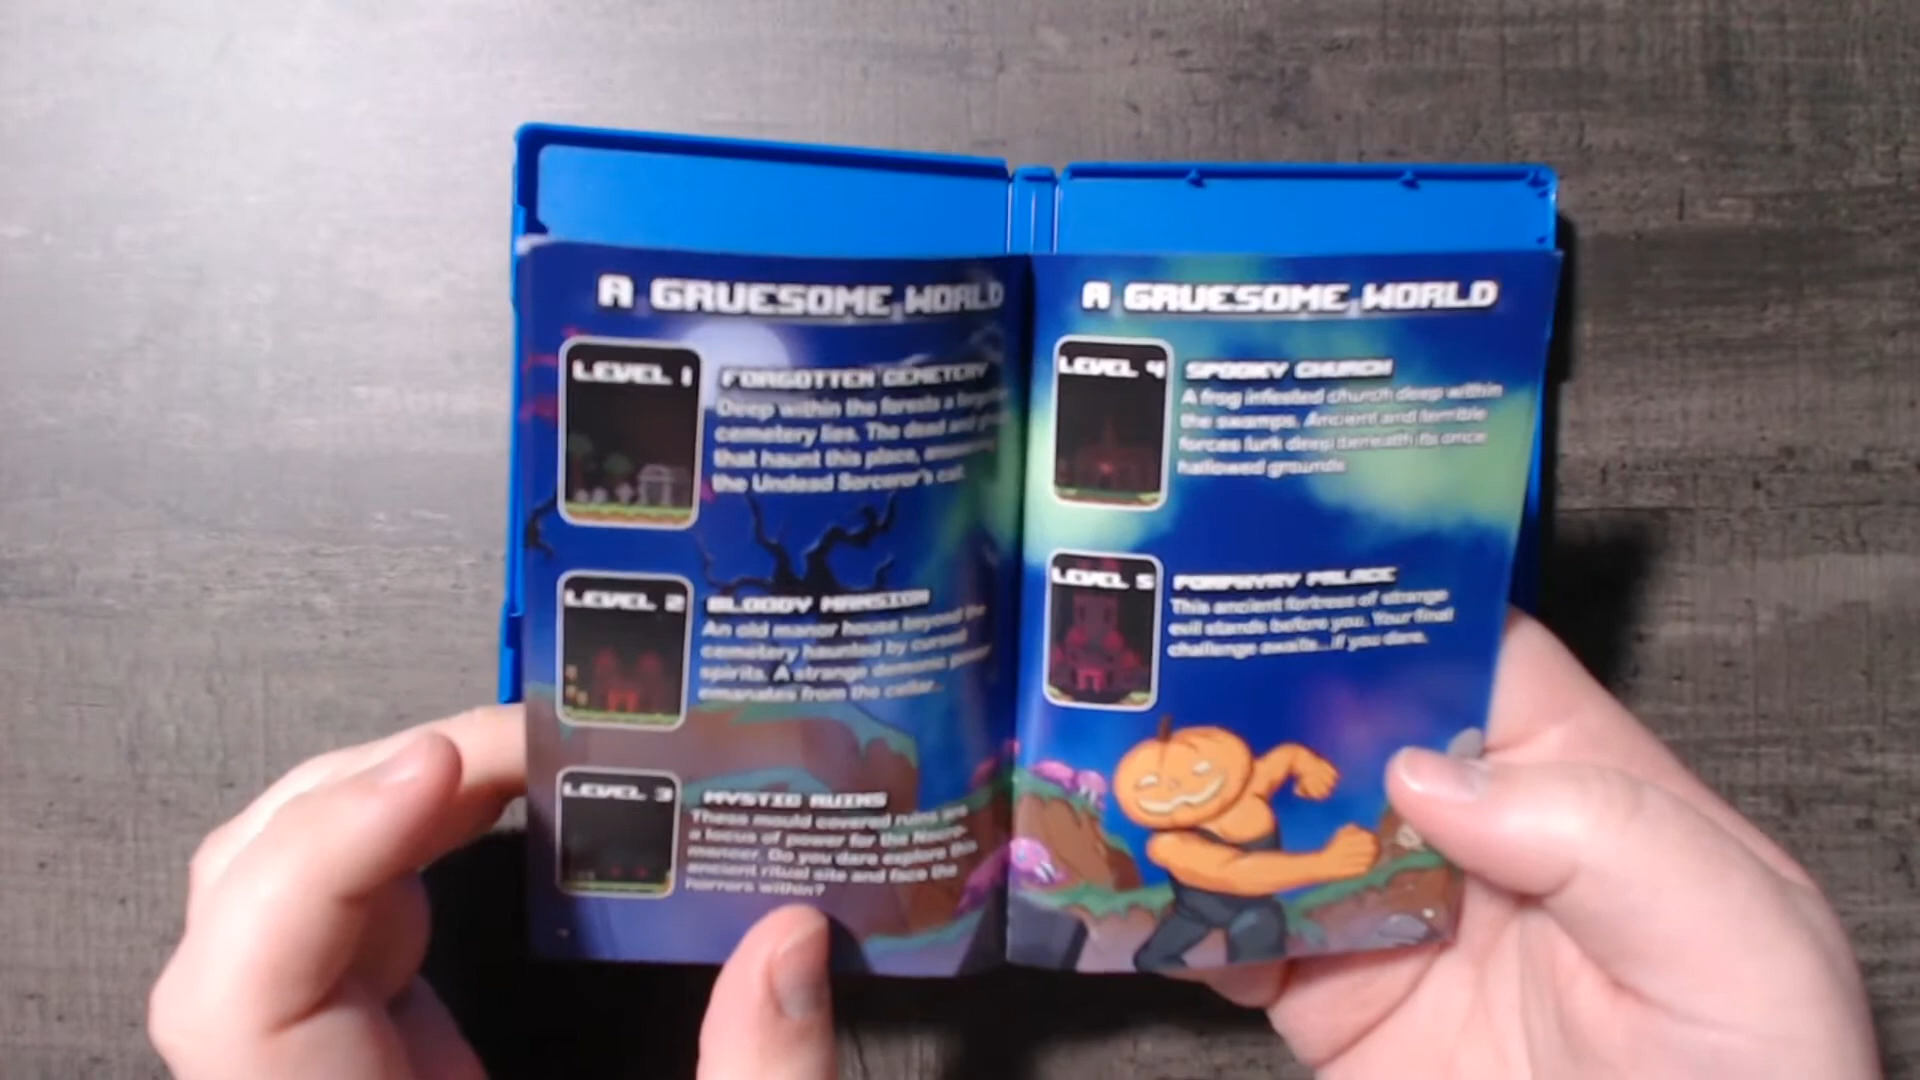 A GRUESOME WORLD
LEVEL 1
FORGOTTEN CEMETERY
Deep within the forests a
cemetery lies. The dead and
that haunt this place,
the Undead Sorcerer's call.
LEVEL 2
BLOODY MANSION
An old manor house beyond the
cemetery haunted by cursed
spirits. A strange demonic power
emanates from the cellar...
LEVEL 3
MYSTIC RUINS
These mould covered ruins are
a locus of power for the Necro-
mancer. Do you dare explore this
ancient ritual site and face the
horrors within?
A GRUESOME WORLD
LEVEL 4
SPOOKY CHURCH
A frog infested church deep within
the swamps. Ancient and terrible
forces lurk deep beneath its once
hallowed grounds
LEVEL 5
PORPHYRY PALACE
This ancient fortress of strange
evil stands before you. Your final
challenge awaits...if you dare.